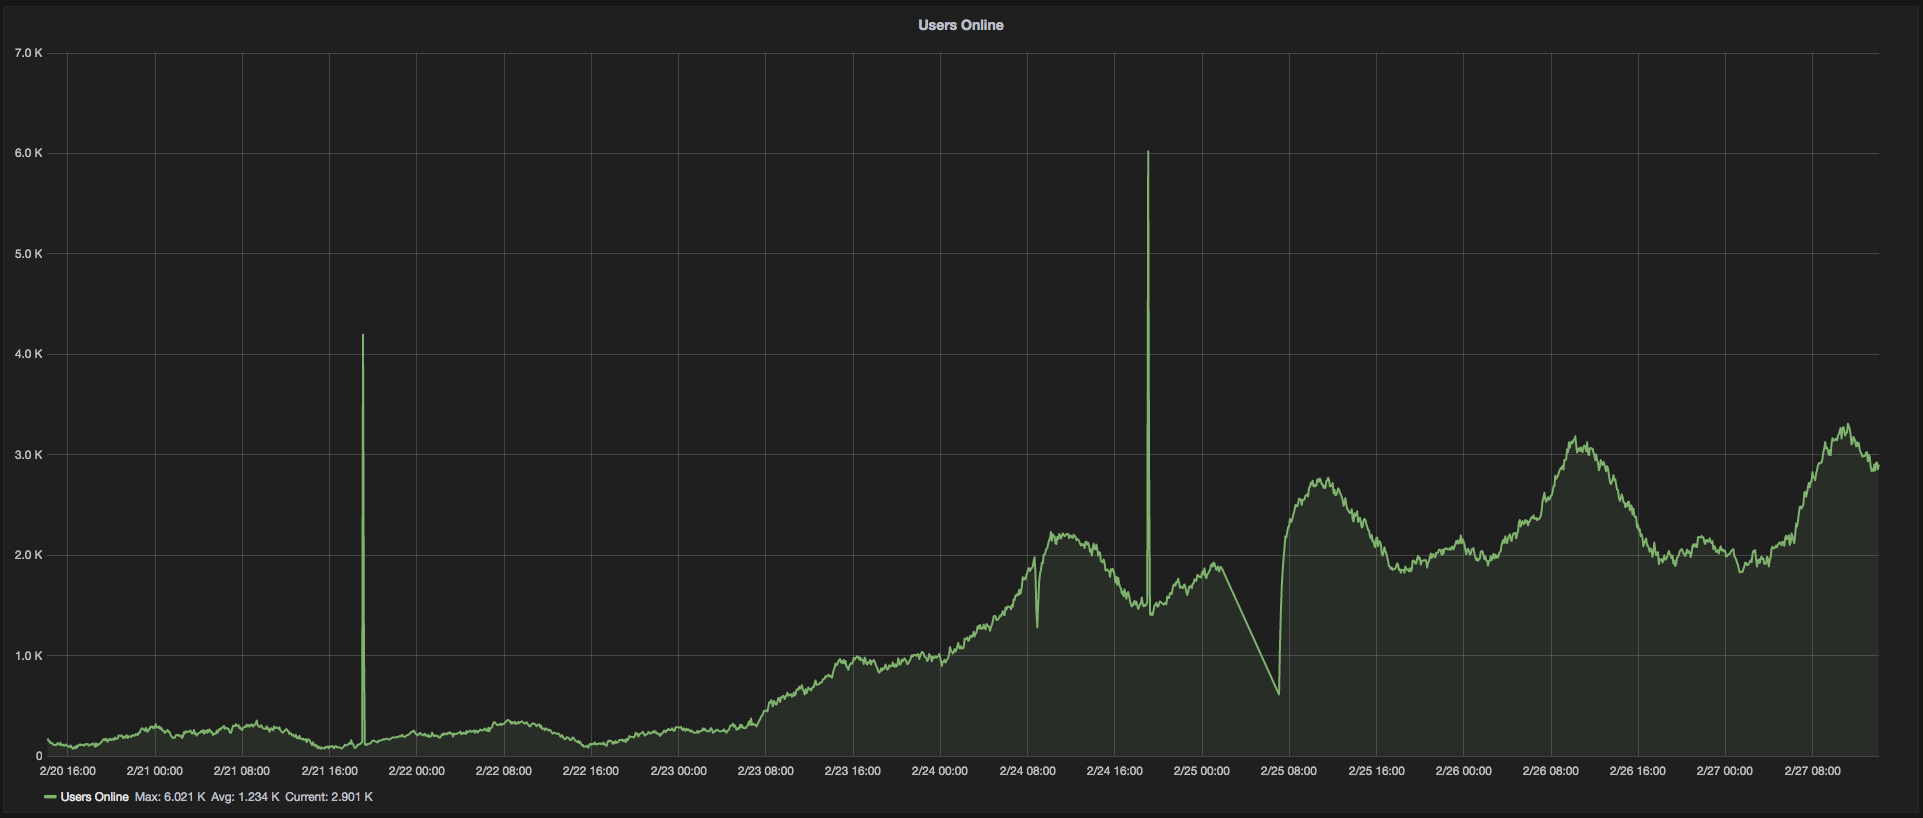 Users Online
7.0 K
6.0 K
5.0 K
4.0 K
3.0 K
2.0 K
1.0 K
0
2/20 16:00 2/21 00:00 2/21 08:00 2/21 16:00 2/22 00:00 2/22 08:00 2/22 16:00 2/23 00:00 2/23 08:00 2/23 16:00 2/24 00:00 2/24 08:00 2/24 16:00 2/25 00:00 2/25 08:00 2/25 16:00 2/26 00:00 2/26 08:00 2/26 16:00 2/27 00:00 2/27 08:00
Users Online Max: 6.021 K Avg: 1.234 K Current: 2.901 K